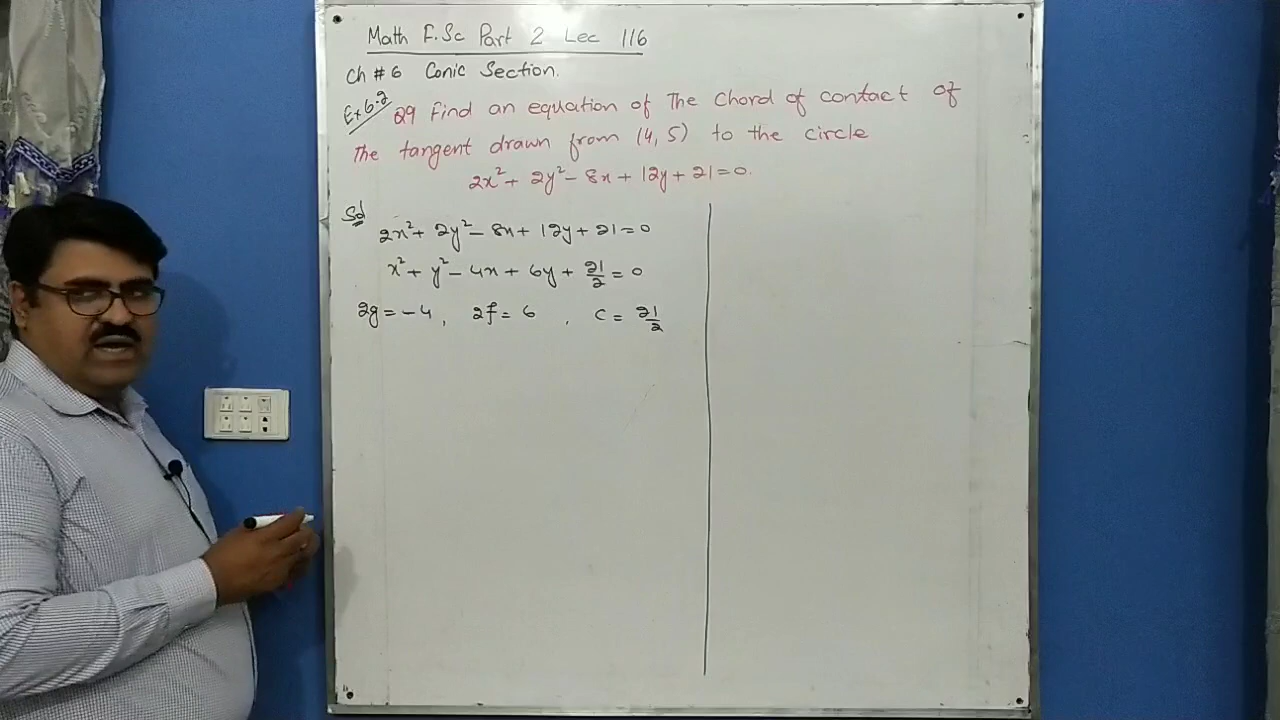 Math F.Sc Part 2 Lec 116
Ch # 6 Conic Section.
Ex 6.2 Q9 Find an equation of The Chord of contact of
The tangent drawn from (4, 5) to the circle
2x² + 2y² - 8x + 12y + 21 = 0.
Sol
2x² + 2y² - 8x + 12y + 21 = 0
x² + y² - 4x + 6y + 21/2 = 0
2g = -4, 2f = 6, c = 21/2